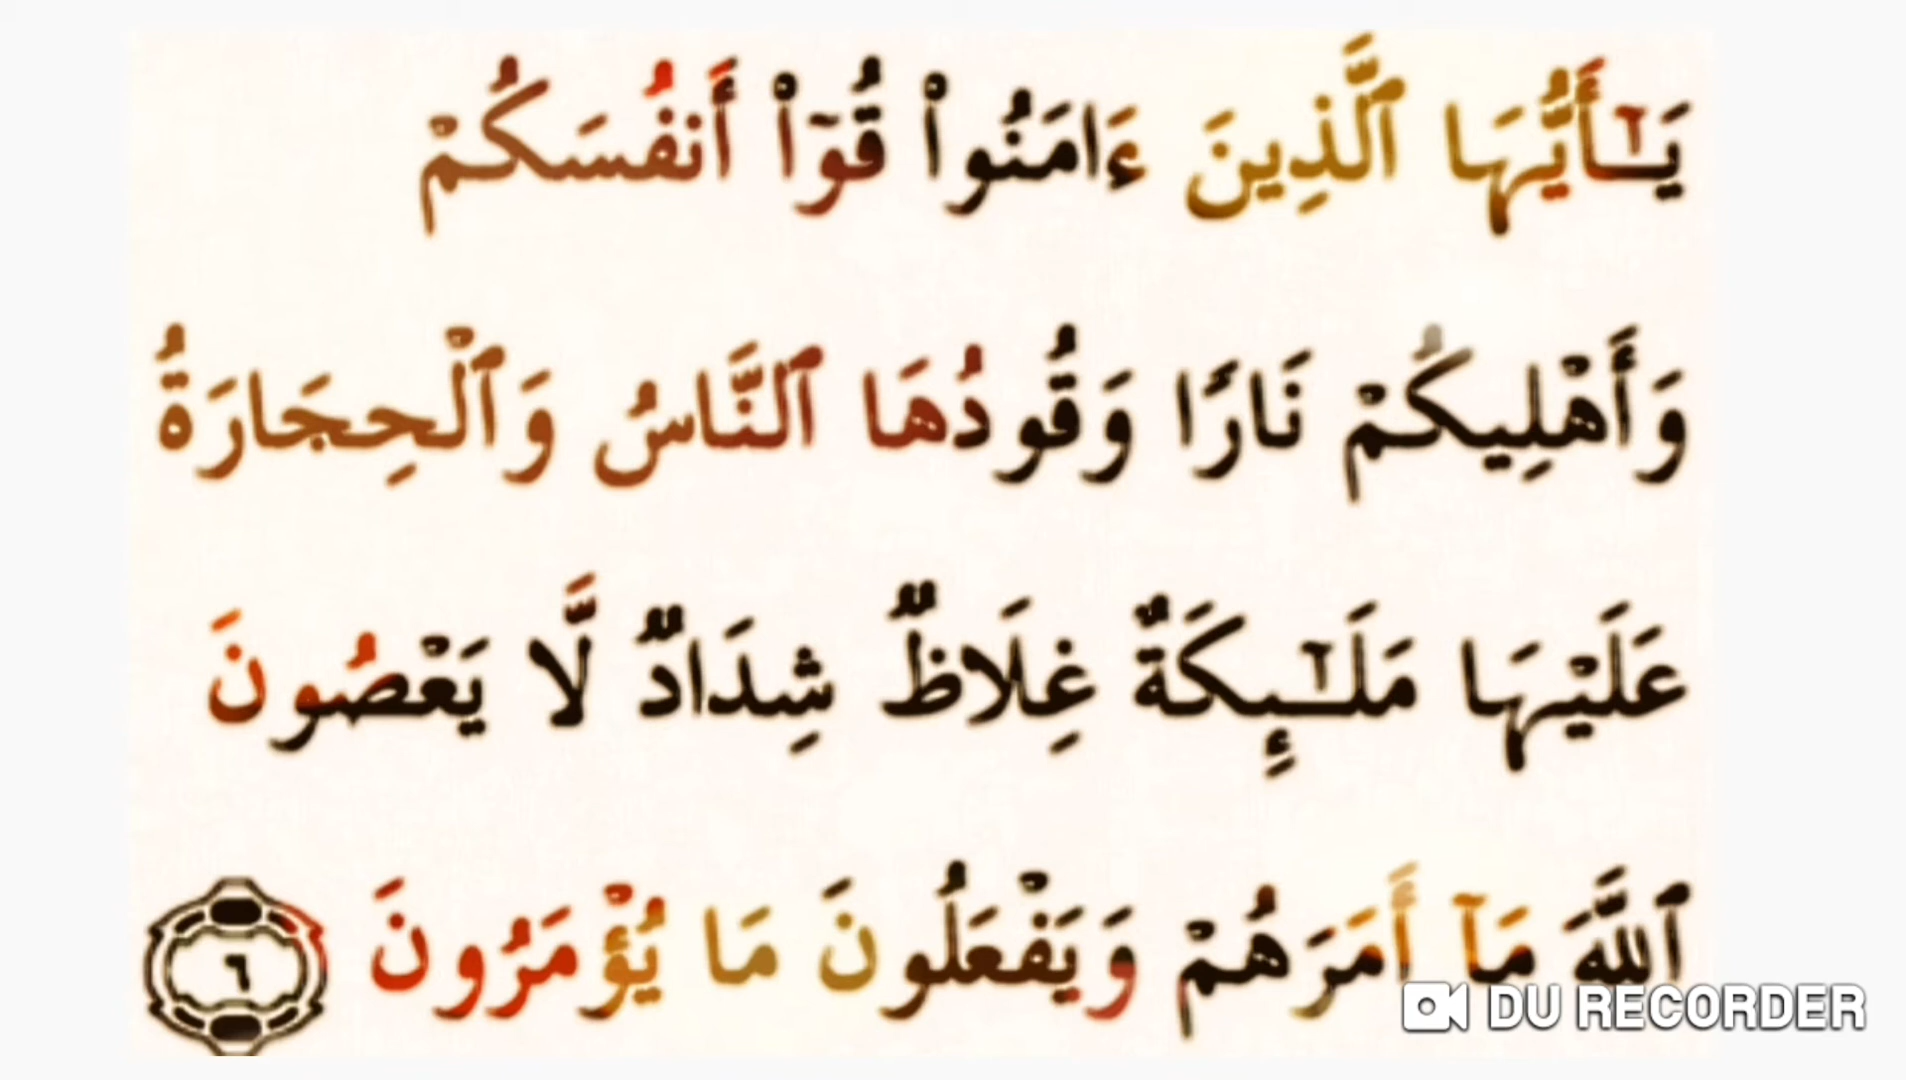 يَـٰٓأَيُّهَا ٱلَّذِينَ ءَامَنُوا۟ قُوٓا۟ أَنفُسَكُمْ
وَأَهْلِيكُمْ نَارًا وَقُودُهَا ٱلنَّاسُ وَٱلْحِجَارَةُ
عَلَيْهَا مَلَـٰٓئِكَةٌ غِلَاظٌ شِدَادٌ لَّا يَعْصُونَ
ٱللَّهَ مَآ أَمَرَهُمْ وَيَفْعَلُونَ مَا يُؤْمَرُونَ ٦
DU RECORDER